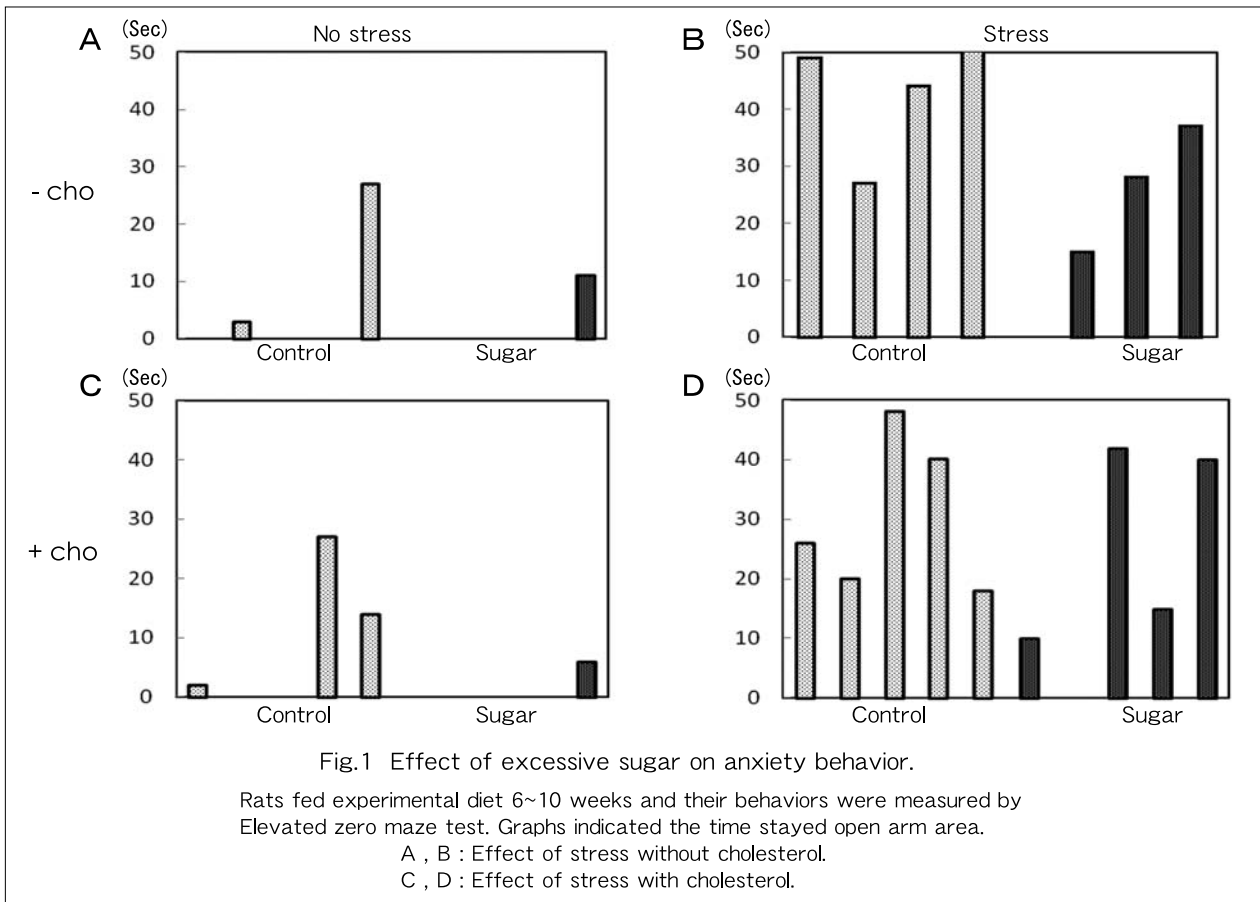 A (Sec) No stress
50
40
30
20
10
0
- cho
Control Sugar
B (Sec) Stress
50
40
30
20
10
0
Control Sugar
C (Sec)
50
40
30
20
10
0
+ cho
Control Sugar
D (Sec)
50
40
30
20
10
0
Control Sugar
Fig.1 Effect of excessive sugar on anxiety behavior.
Rats fed experimental diet 6~10 weeks and their behaviors were measured by
Elevated zero maze test. Graphs indicated the time stayed open arm area.
A , B : Effect of stress without cholesterol.
C , D : Effect of stress with cholesterol.